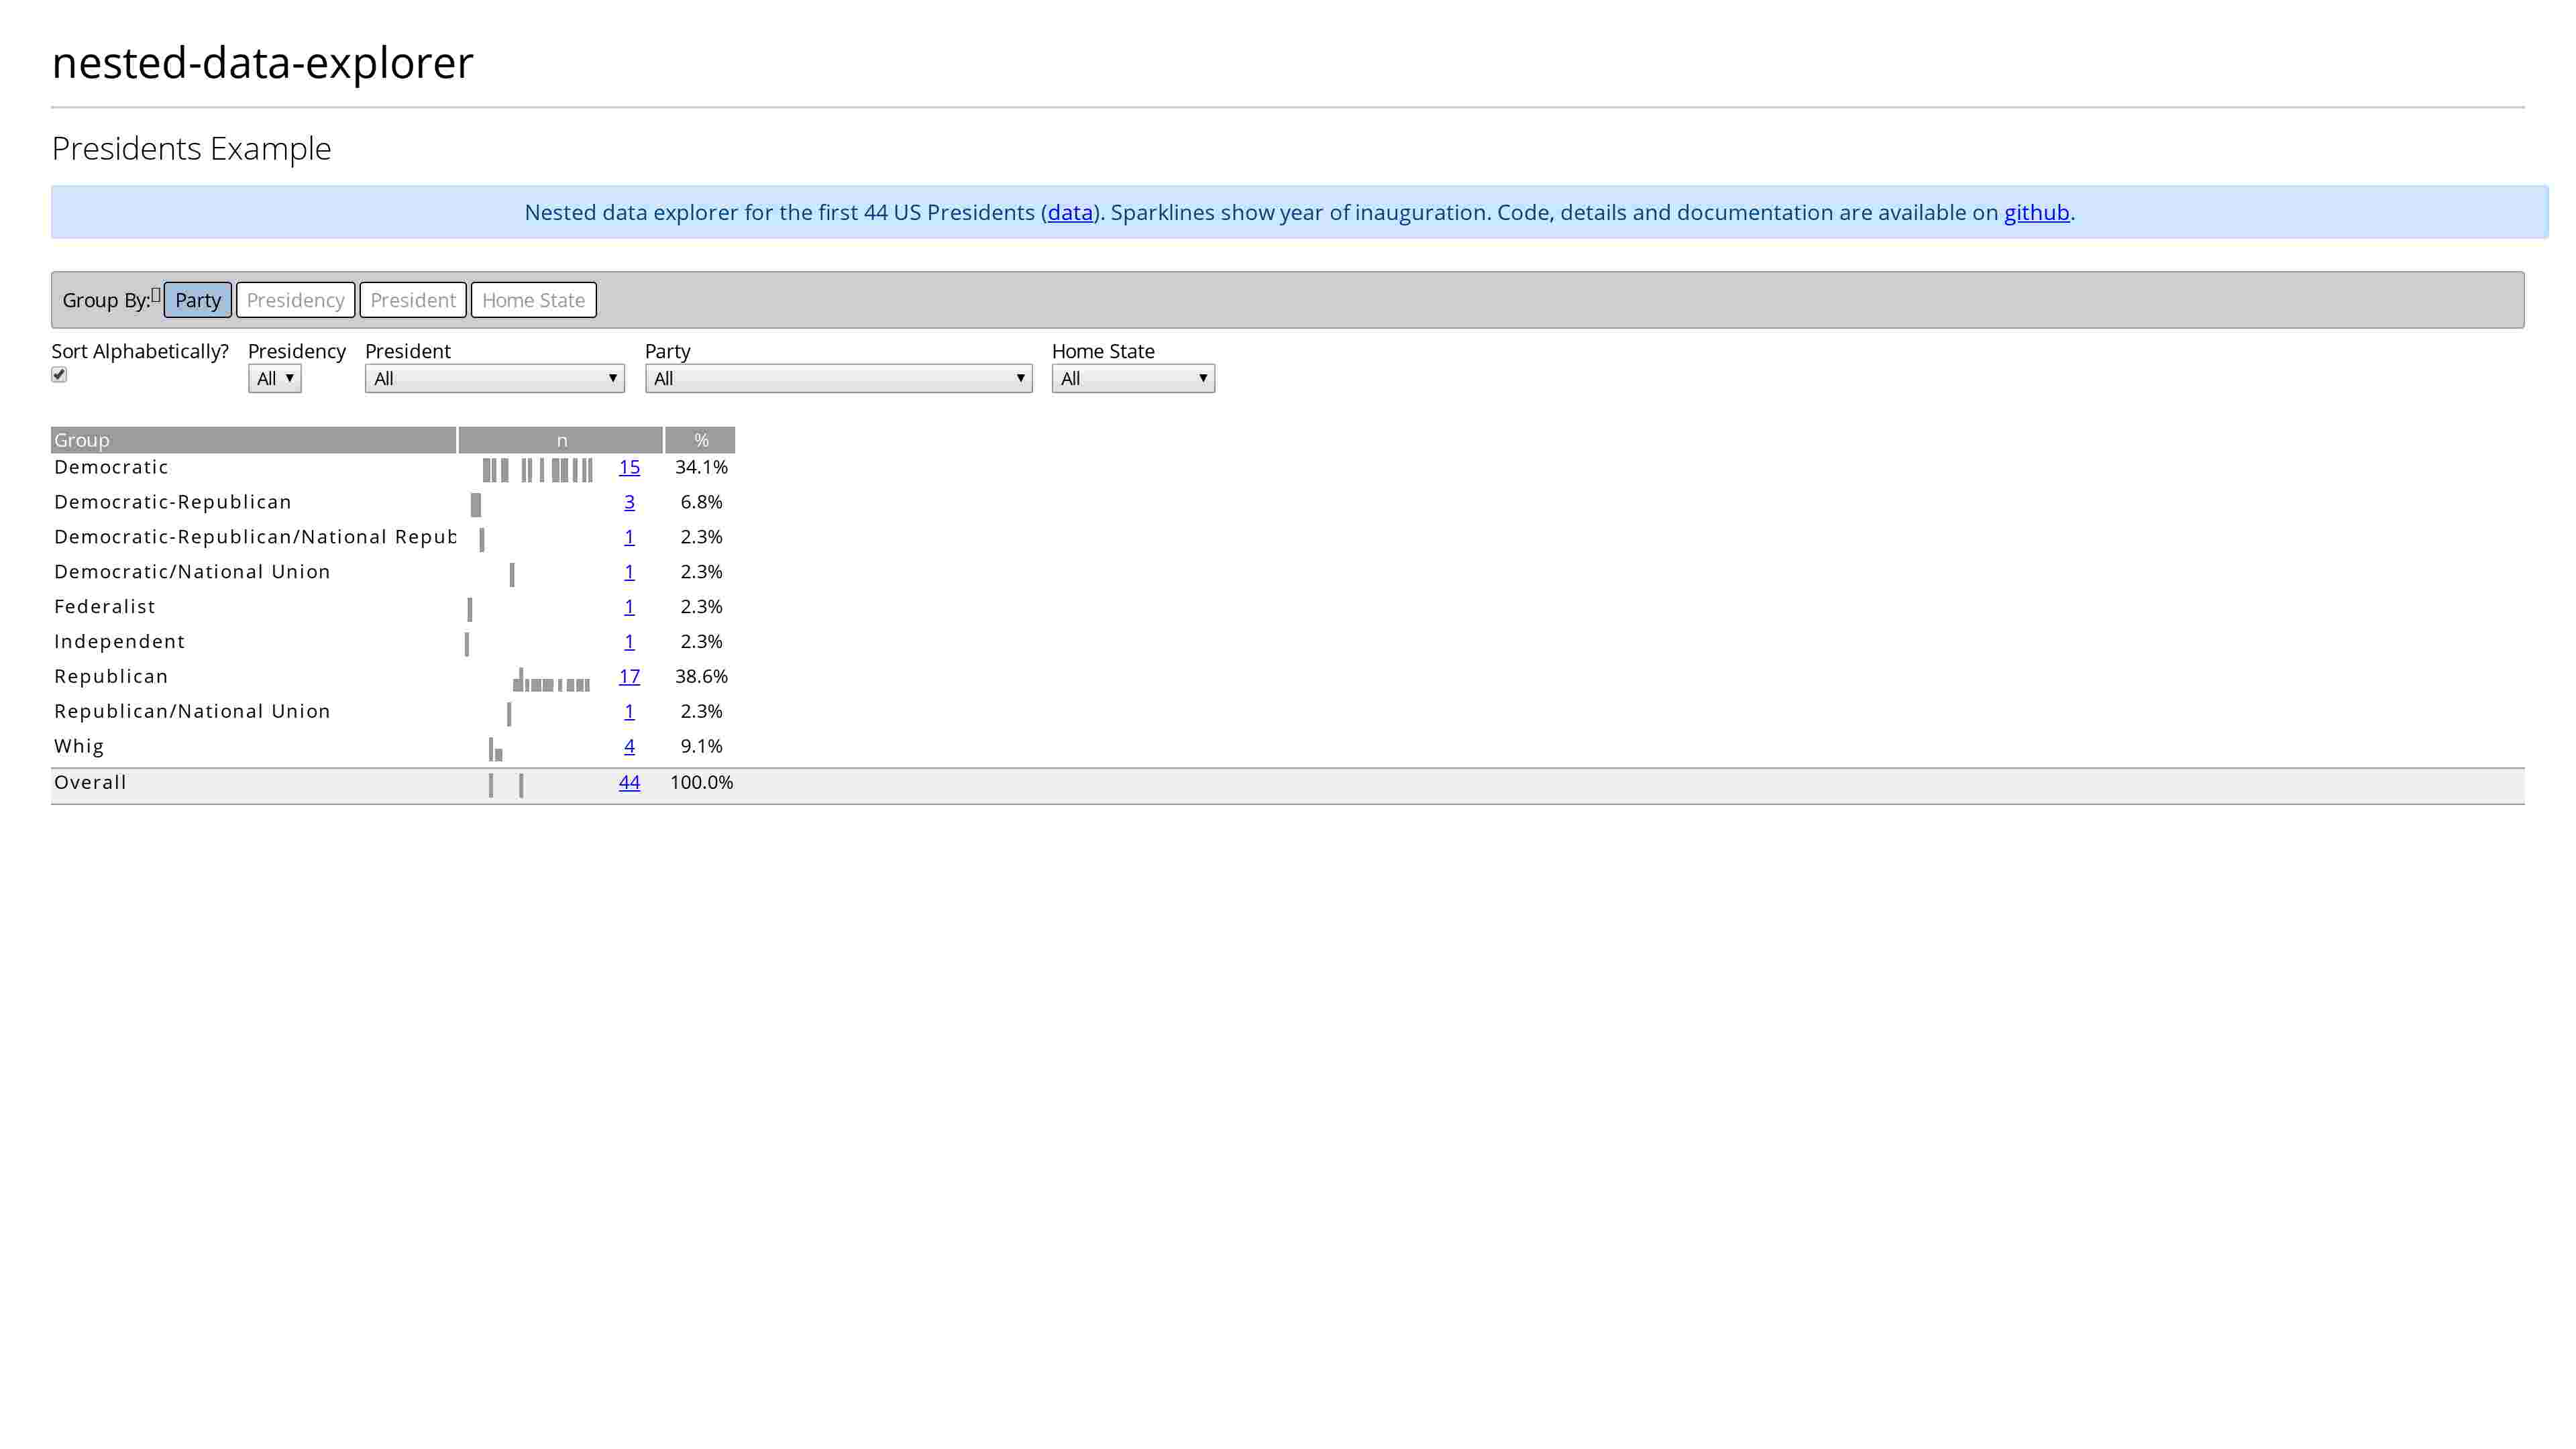 nested-data-explorer
Presidents Example
Nested data explorer for the first 44 US Presidents (data). Sparklines show year of inauguration. Code, details and documentation are available on github.
Group By: Party Presidency President Home State
Sort Alphabetically? Presidency President Party Home State
All All All All
Group n %
Democratic 15 34.1%
Democratic-Republican 3 6.8%
Democratic-Republican/National Repub 1 2.3%
Democratic/National Union 1 2.3%
Federalist 1 2.3%
Independent 1 2.3%
Republican 17 38.6%
Republican/National Union 1 2.3%
Whig 4 9.1%
Overall 44 100.0%